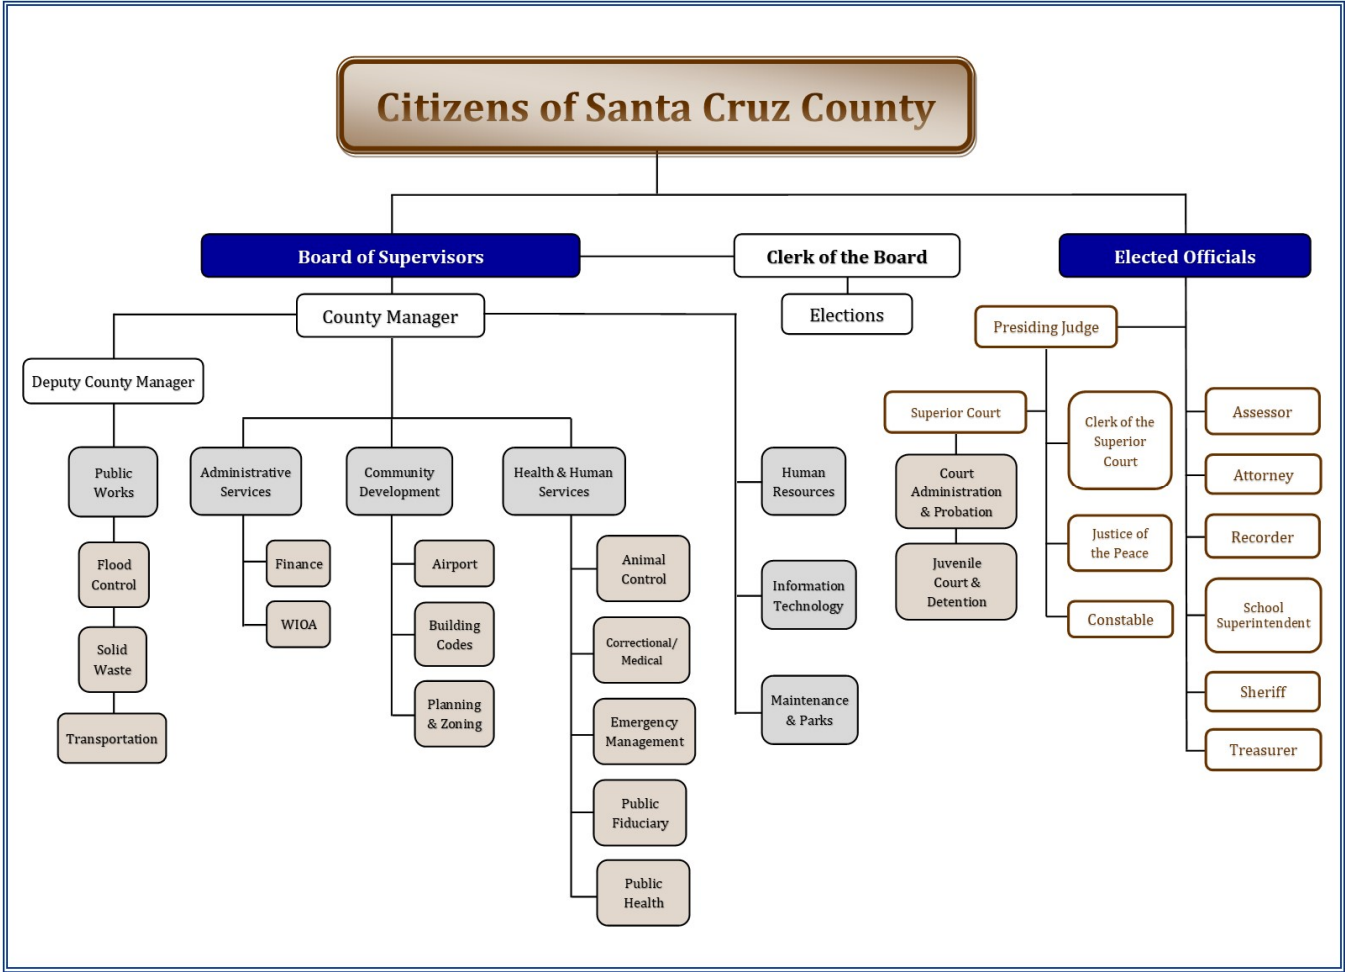 Citizens of Santa Cruz County
Board of Supervisors
Clerk of the Board
Elected Officials
County Manager
Elections
Presiding Judge
Deputy County Manager
Superior Court
Clerk of the
Superior
Court
Assessor
Public
Works
Administrative
Services
Community
Development
Health & Human
Services
Human
Resources
Court
Administration
& Probation
Attorney
Flood
Control
Finance
Airport
Animal
Control
Information
Technology
Juvenile
Court &
Detention
Justice of
the Peace
Recorder
Solid
Waste
WIOA
Building
Codes
Correctional/
Medical
Constable
School
Superintendent
Transportation
Planning
& Zoning
Emergency
Management
Maintenance
& Parks
Sheriff
Public
Fiduciary
Treasurer
Public
Health